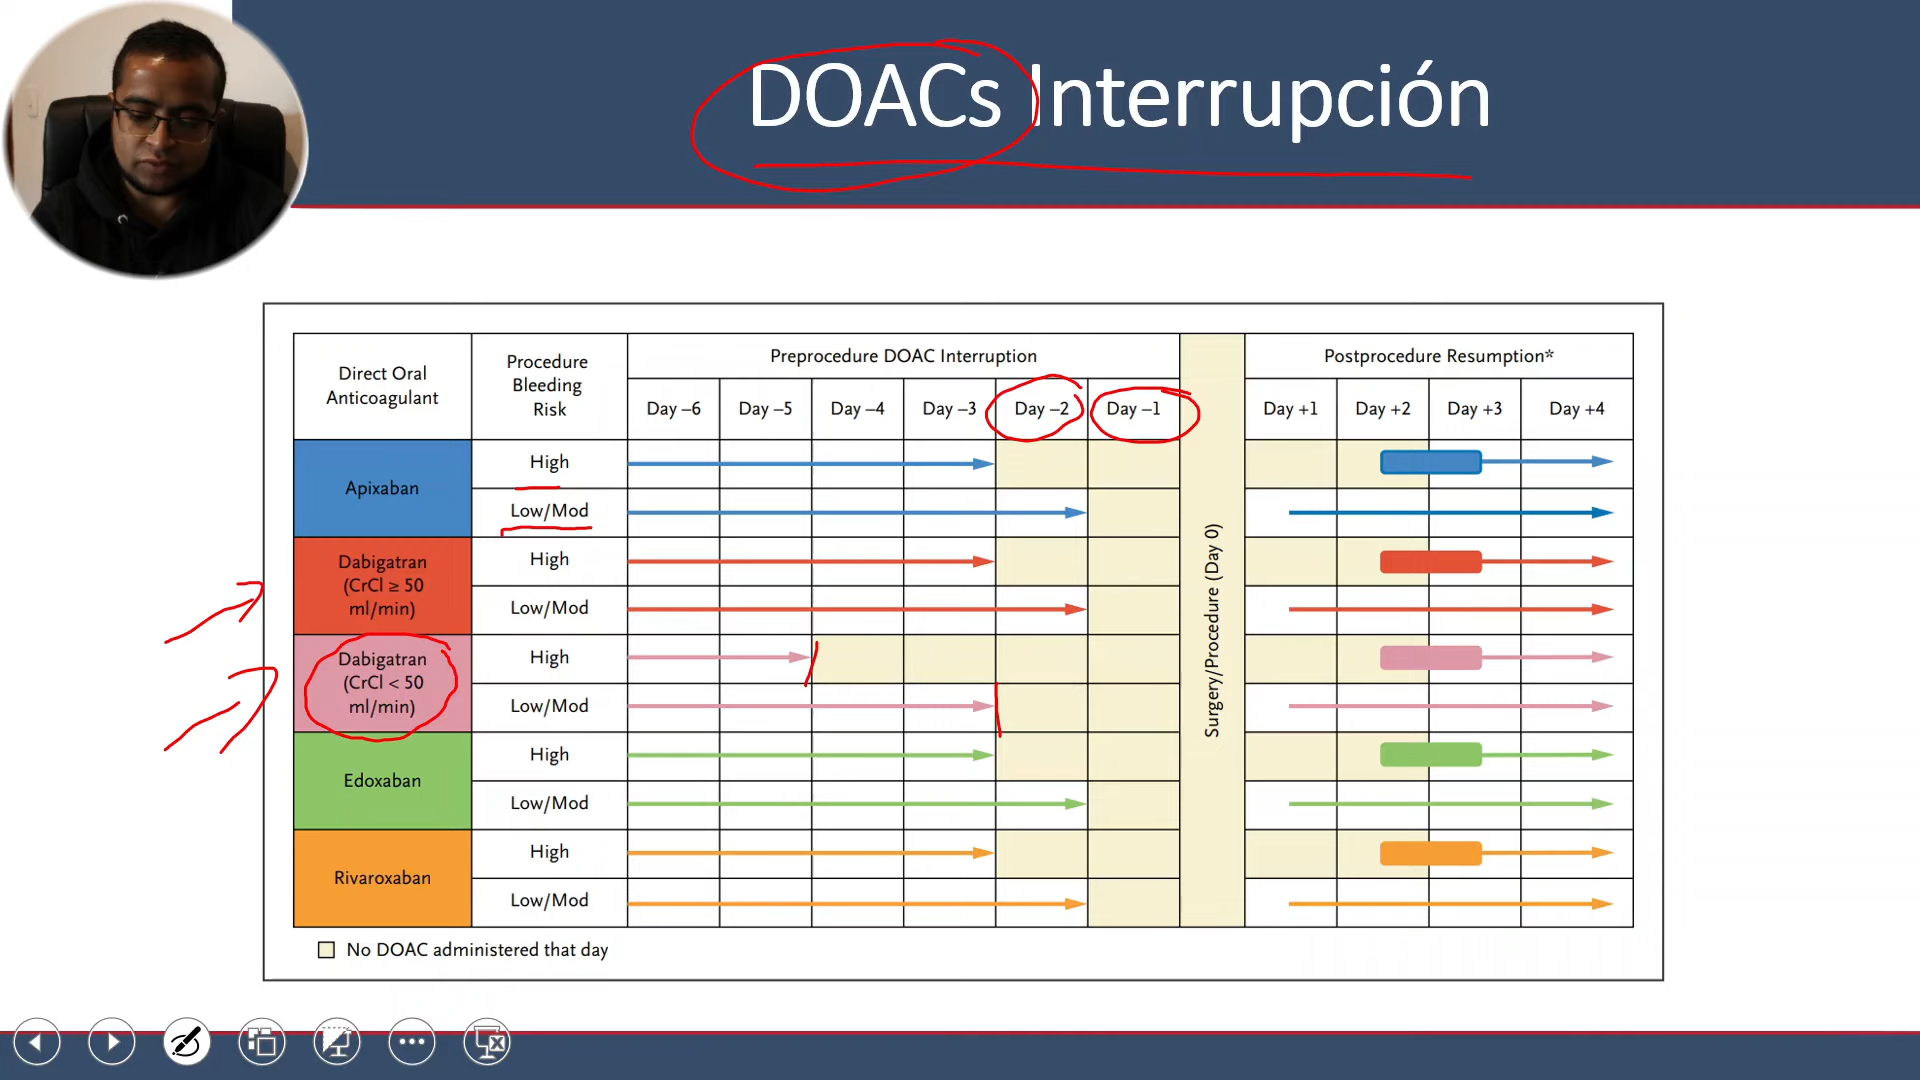 DOACs Interrupción
Direct Oral
Anticoagulant
Procedure
Bleeding
Risk
Preprocedure DOAC Interruption
Day –6
Day –5
Day –4
Day –3
Day –2
Day –1
Surgery/Procedure (Day 0)
Postprocedure Resumption*
Day +1
Day +2
Day +3
Day +4
Apixaban
High
Low/Mod
Dabigatran
(CrCl ≥ 50
ml/min)
High
Low/Mod
Dabigatran
(CrCl < 50
ml/min)
High
Low/Mod
Edoxaban
High
Low/Mod
Rivaroxaban
High
Low/Mod
No DOAC administered that day